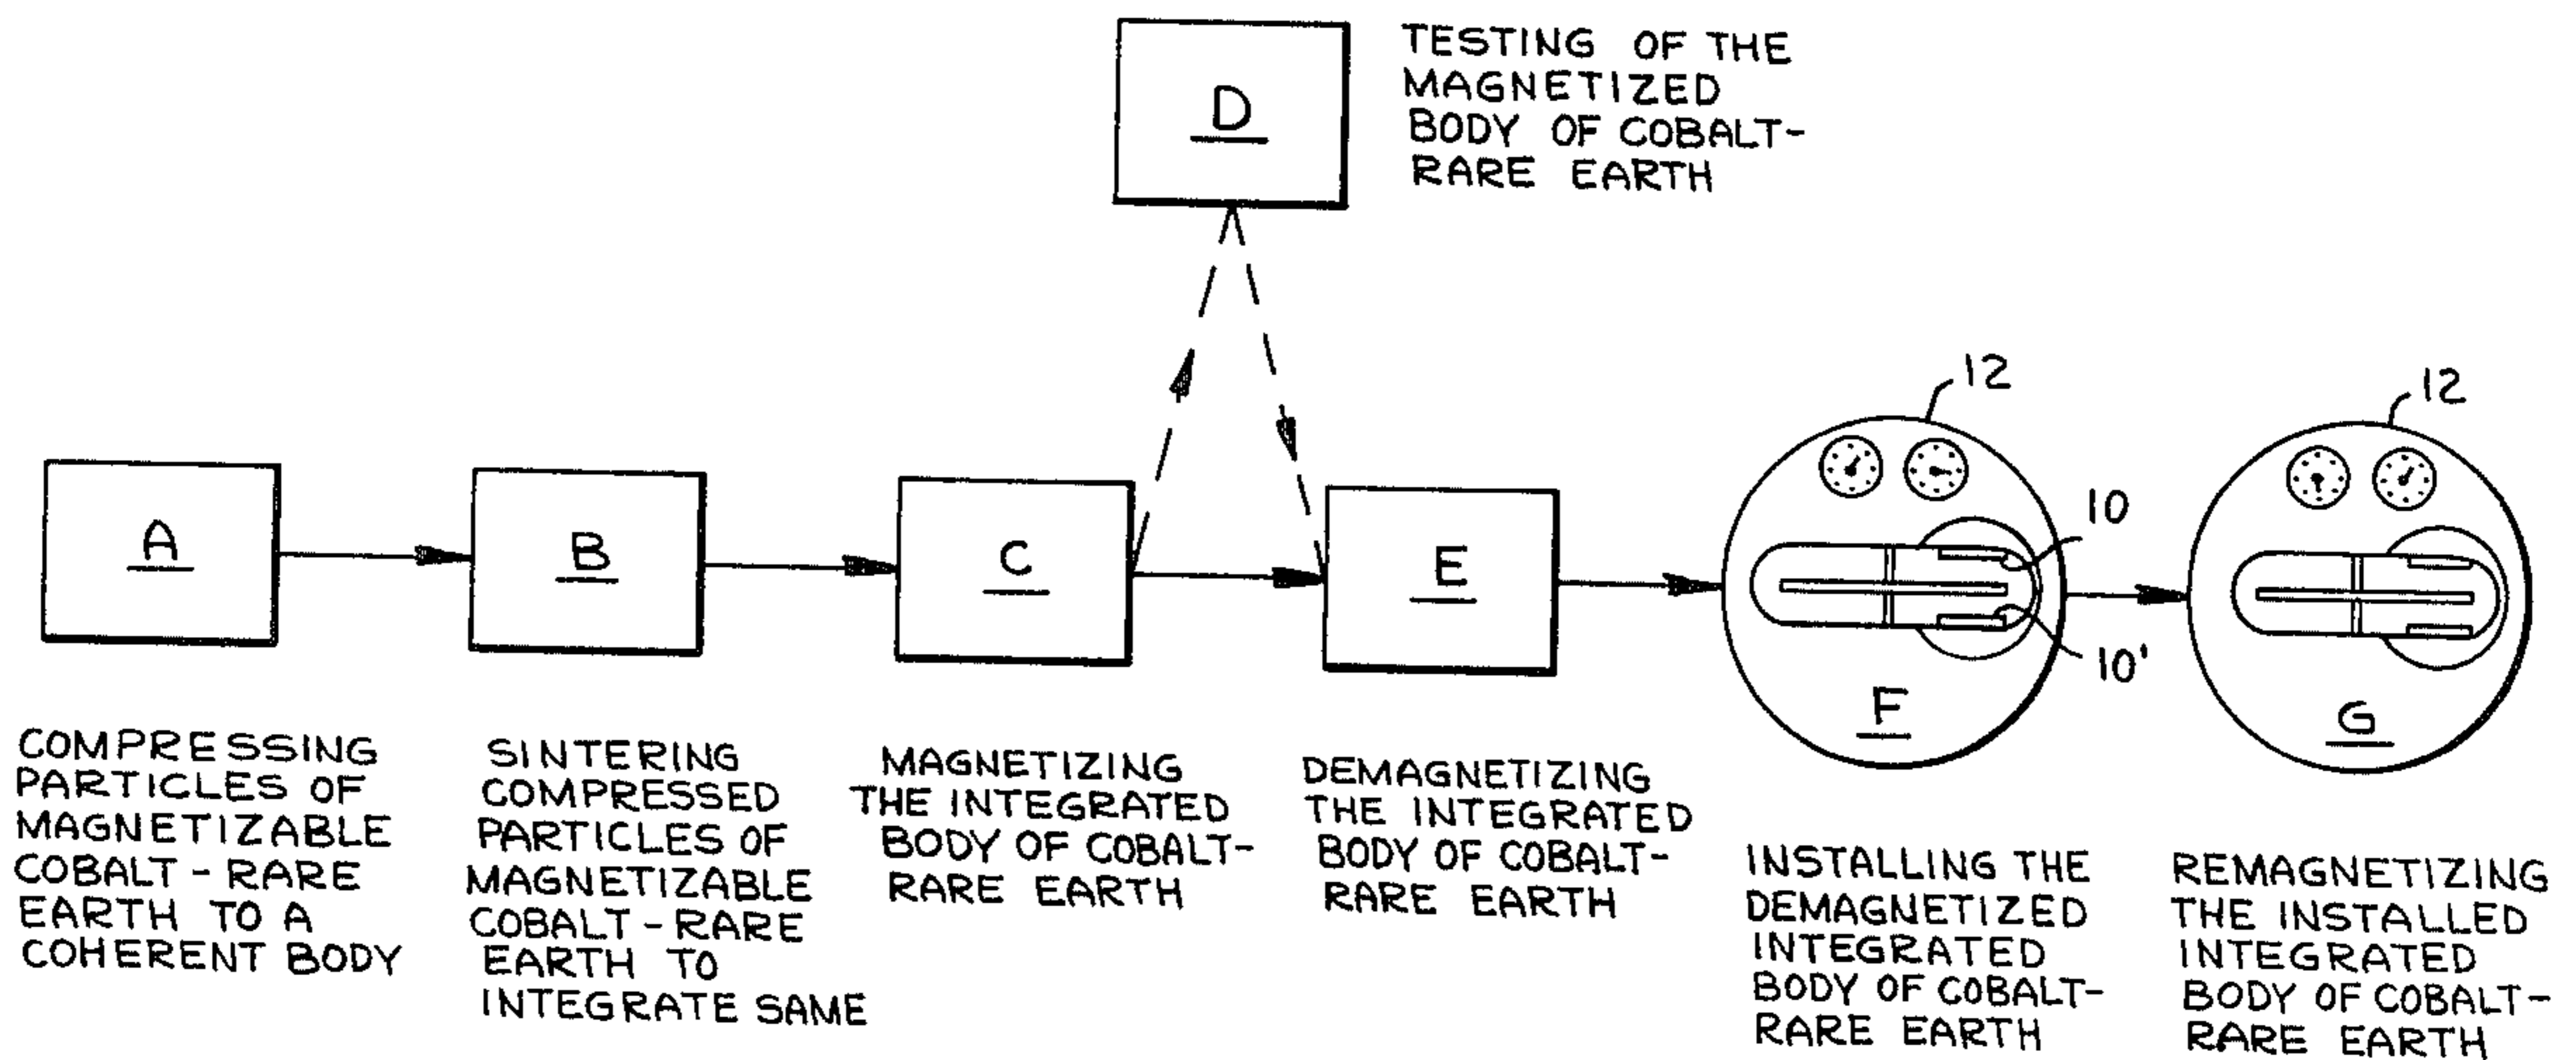 D
TESTING OF THE
MAGNETIZED
BODY OF COBALT-
RARE EARTH
A
B
C
E
12
10
10'
F
12
G
COMPRESSING
PARTICLES OF
MAGNETIZABLE
COBALT-RARE
EARTH TO A
COHERENT BODY
SINTERING
COMPRESSED
PARTICLES OF
MAGNETIZABLE
COBALT-RARE
EARTH TO
INTEGRATE SAME
MAGNETIZING
THE INTEGRATED
BODY OF COBALT-
RARE EARTH
DEMAGNETIZING
THE INTEGRATED
BODY OF COBALT-
RARE EARTH
INSTALLING THE
DEMAGNETIZED
INTEGRATED
BODY OF COBALT-
RARE EARTH
REMAGNETIZING
THE INSTALLED
INTEGRATED
BODY OF COBALT-
RARE EARTH